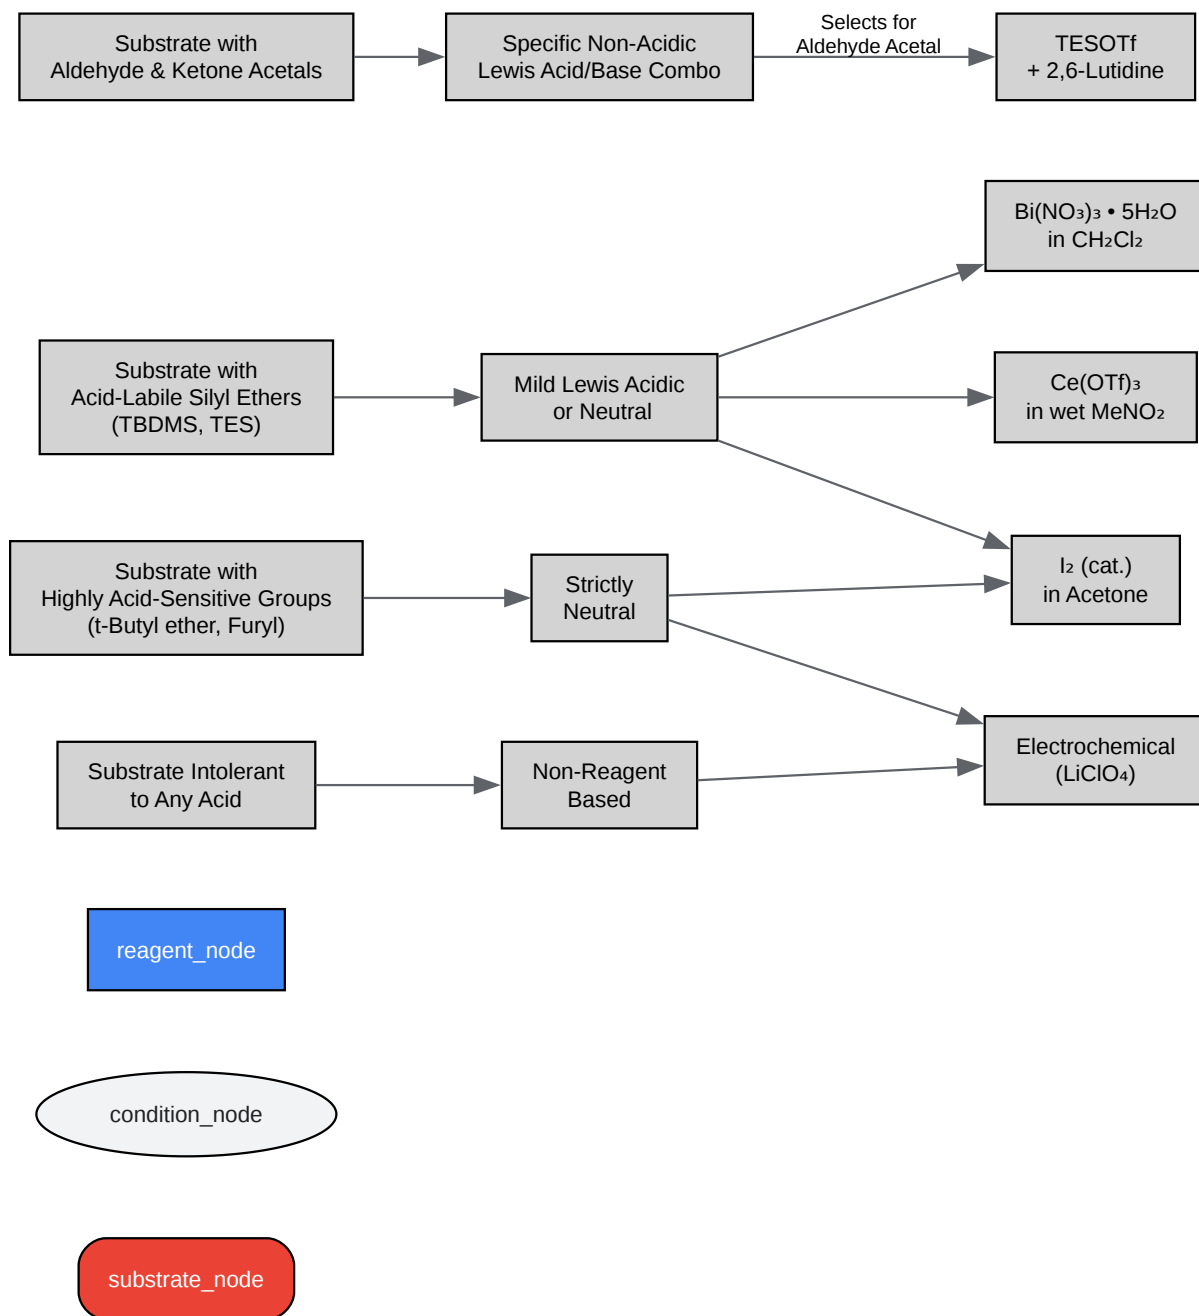 Substrate with
Aldehyde & Ketone Acetals
Specific Non-Acidic
Lewis Acid/Base Combo
Selects for
Aldehyde Acetal
TESOTf
+ 2,6-Lutidine
Bi(NO₃)₃ • 5H₂O
in CH₂Cl₂
Substrate with
Acid-Labile Silyl Ethers
(TBDMS, TES)
Mild Lewis Acidic
or Neutral
Ce(OTf)₃
in wet MeNO₂
Substrate with
Highly Acid-Sensitive Groups
(t-Butyl ether, Furyl)
Strictly
Neutral
I₂ (cat.)
in Acetone
Substrate Intolerant
to Any Acid
Non-Reagent
Based
Electrochemical
(LiClO₄)
reagent_node
condition_node
substrate_node